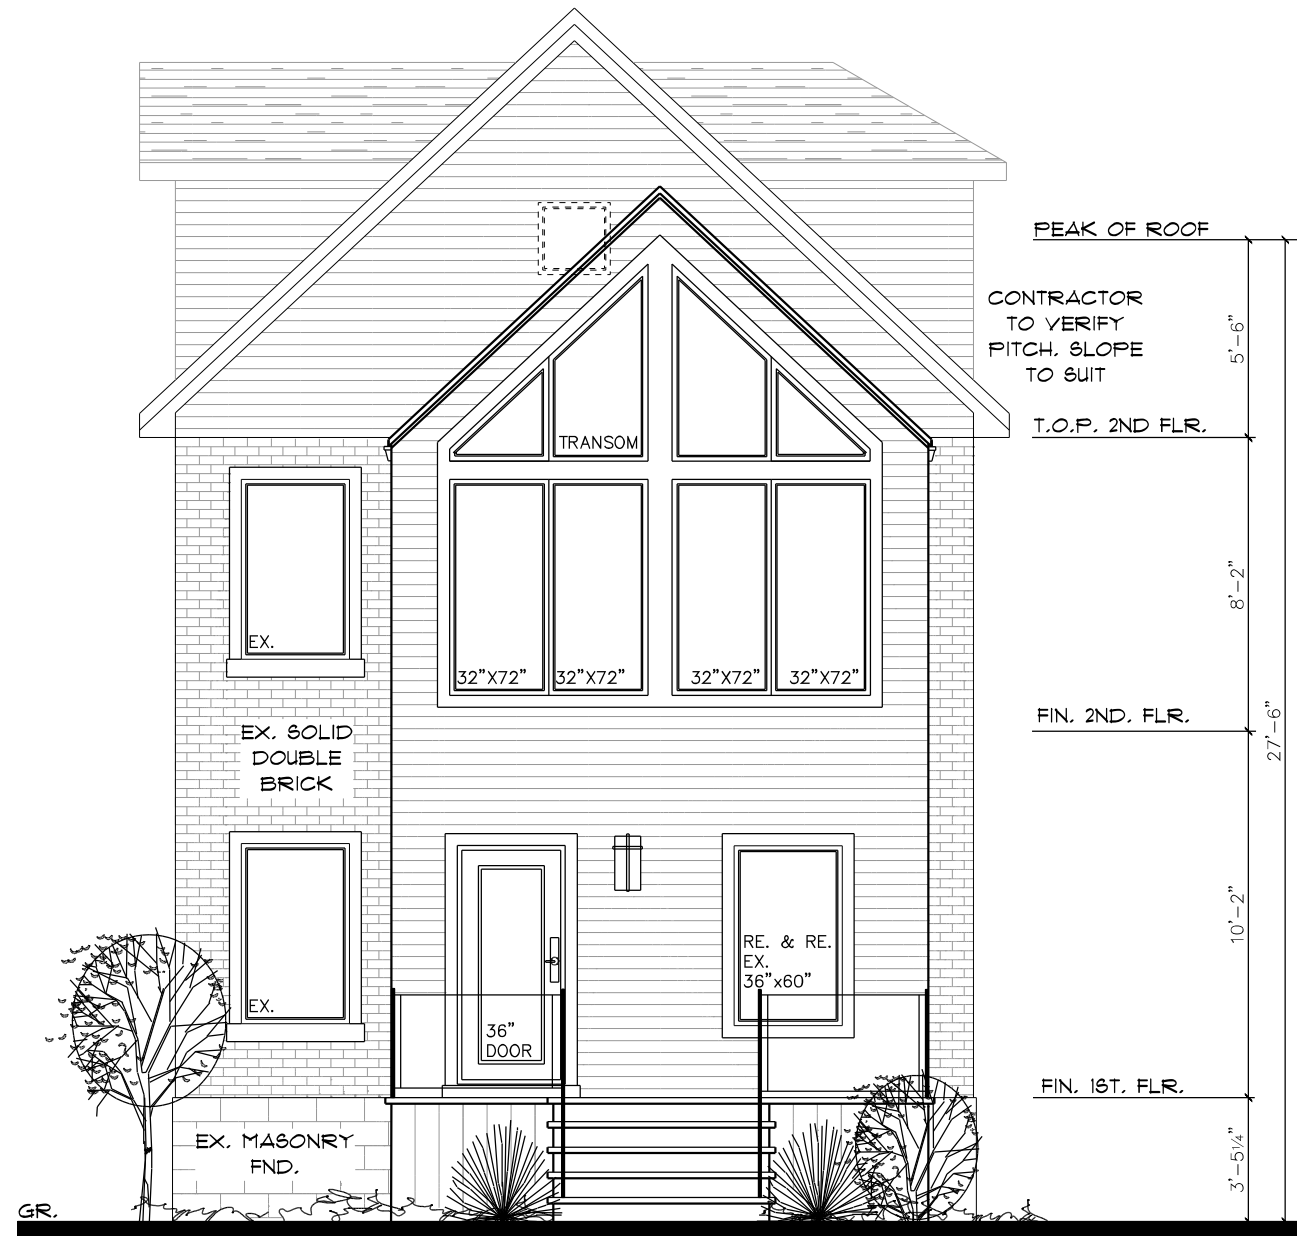 PEAK OF ROOF
CONTRACTOR
TO VERIFY
PITCH. SLOPE
TO SUIT
5'-6"
T.O.P. 2ND FLR.
TRANSOM
8'-2"
EX.
32"X72"
32"X72"
32"X72"
32"X72"
FIN. 2ND. FLR.
27'-6"
EX. SOLID
DOUBLE
BRICK
10'-2"
RE. & RE.
EX.
36"x60"
EX.
36"
DOOR
FIN. 1ST. FLR.
EX. MASONRY
FND.
3'-5¼"
GR.